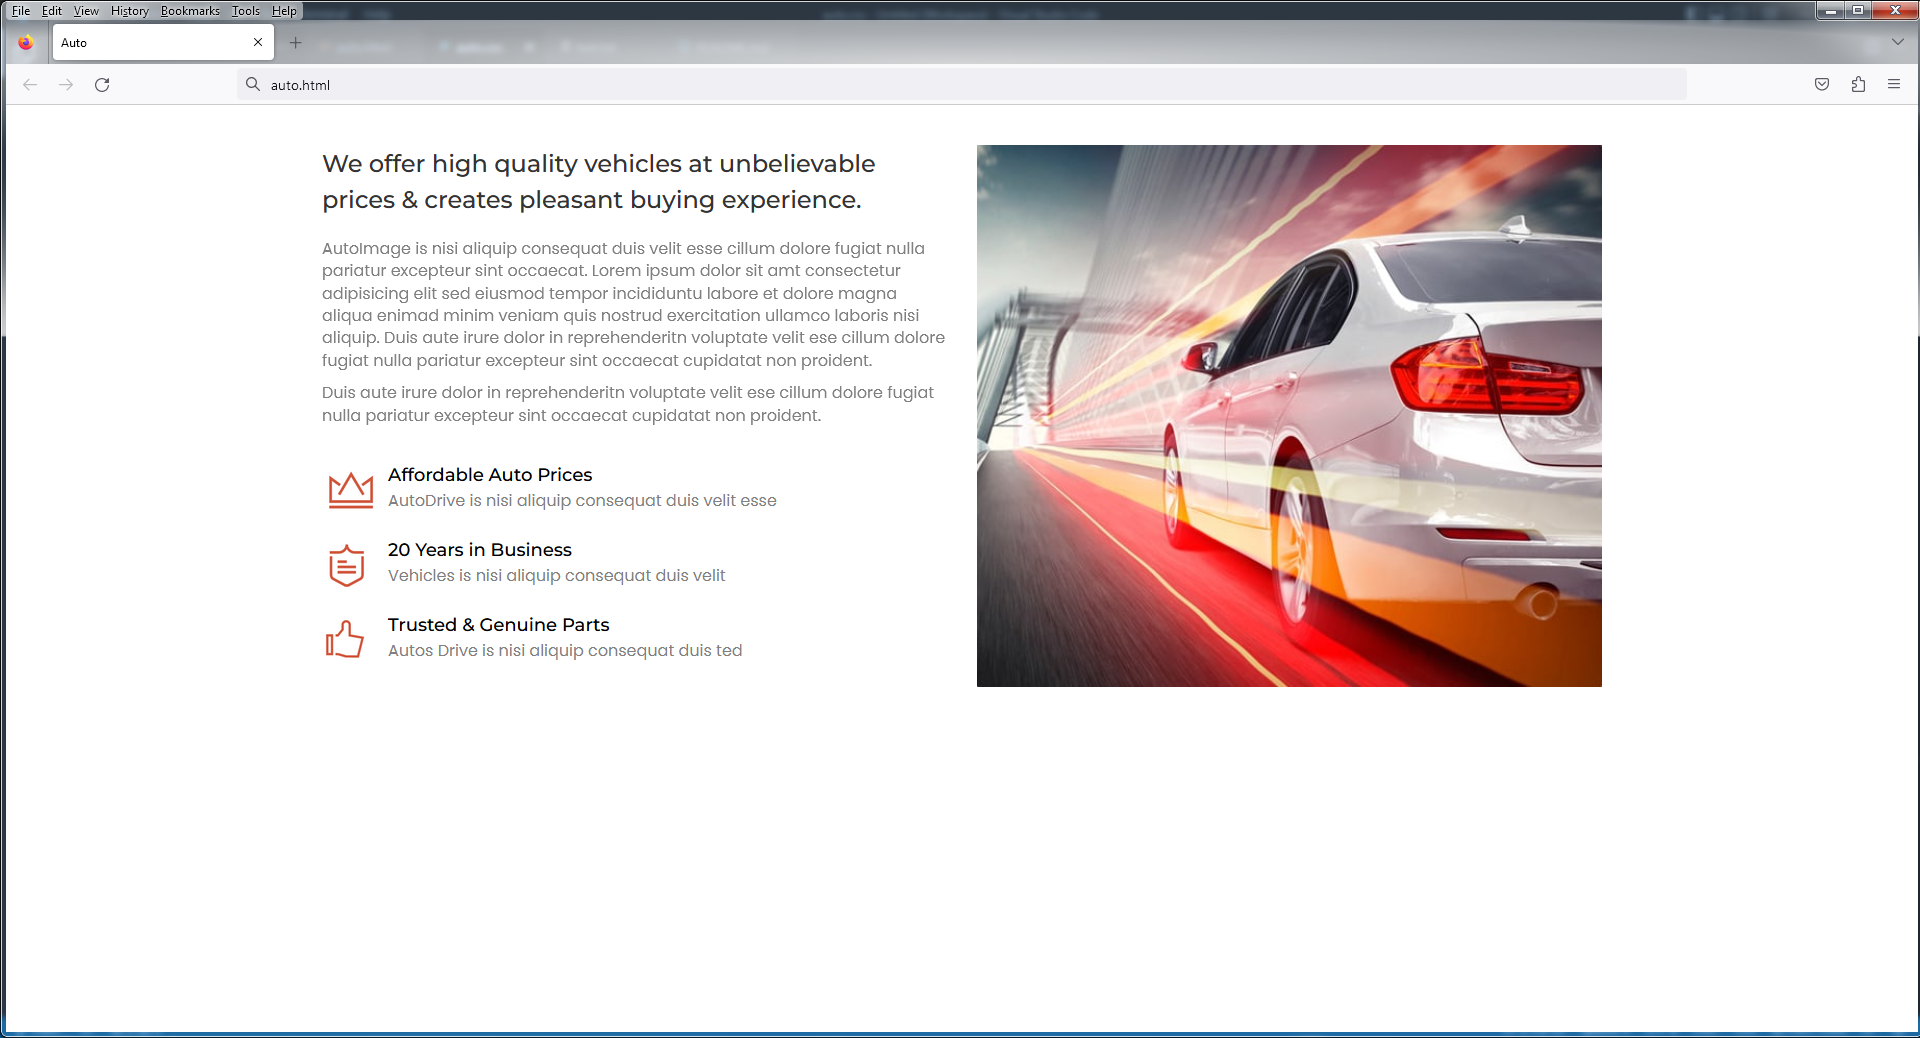 File Edit View History Bookmarks Tools Help
Auto
auto.html
We offer high quality vehicles at unbelievable
prices & creates pleasant buying experience.
AutoImage is nisi aliquip consequat duis velit esse cillum dolore fugiat nulla
pariatur excepteur sint occaecat. Lorem ipsum dolor sit amt consectetur
adipisicing elit sed eiusmod tempor incididuntu labore et dolore magna
aliqua enimad minim veniam quis nostrud exercitation ullamco laboris nisi
aliquip. Duis aute irure dolor in reprehenderitn voluptate velit ese cillum dolore
fugiat nulla pariatur excepteur sint occaecat cupidatat non proident.
Duis aute irure dolor in reprehenderitn voluptate velit ese cillum dolore fugiat
nulla pariatur excepteur sint occaecat cupidatat non proident.
Affordable Auto Prices
AutoDrive is nisi aliquip consequat duis velit esse
20 Years in Business
Vehicles is nisi aliquip consequat duis velit
Trusted & Genuine Parts
Autos Drive is nisi aliquip consequat duis ted